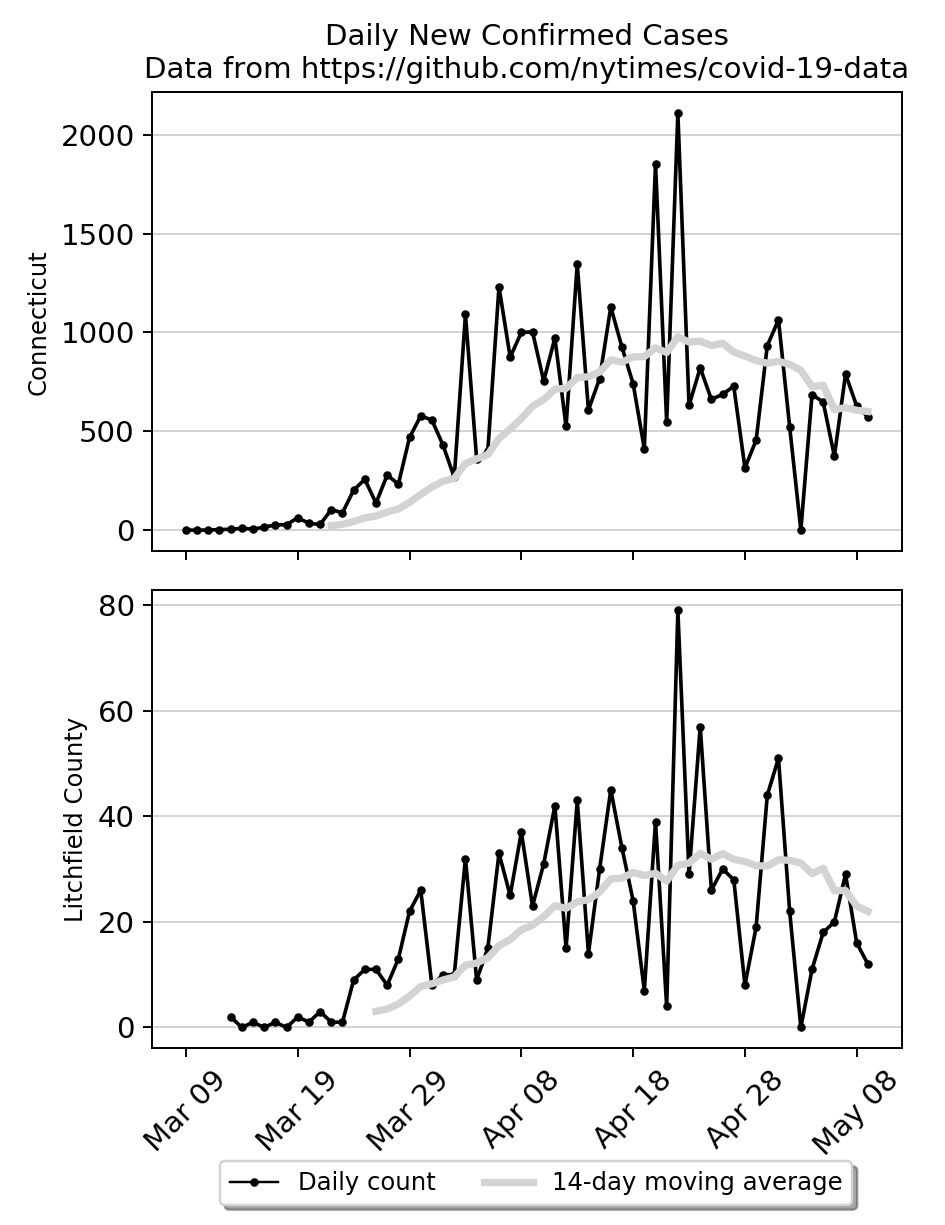 Daily New Confirmed Cases
Data from https://github.com/nytimes/covid-19-data
2000
1500
1000
500
0
Connecticut
80
60
40
20
0
Litchfield County
Mar 09
Mar 19
Mar 29
Apr 08
Apr 18
Apr 28
May 08
Daily count
14-day moving average